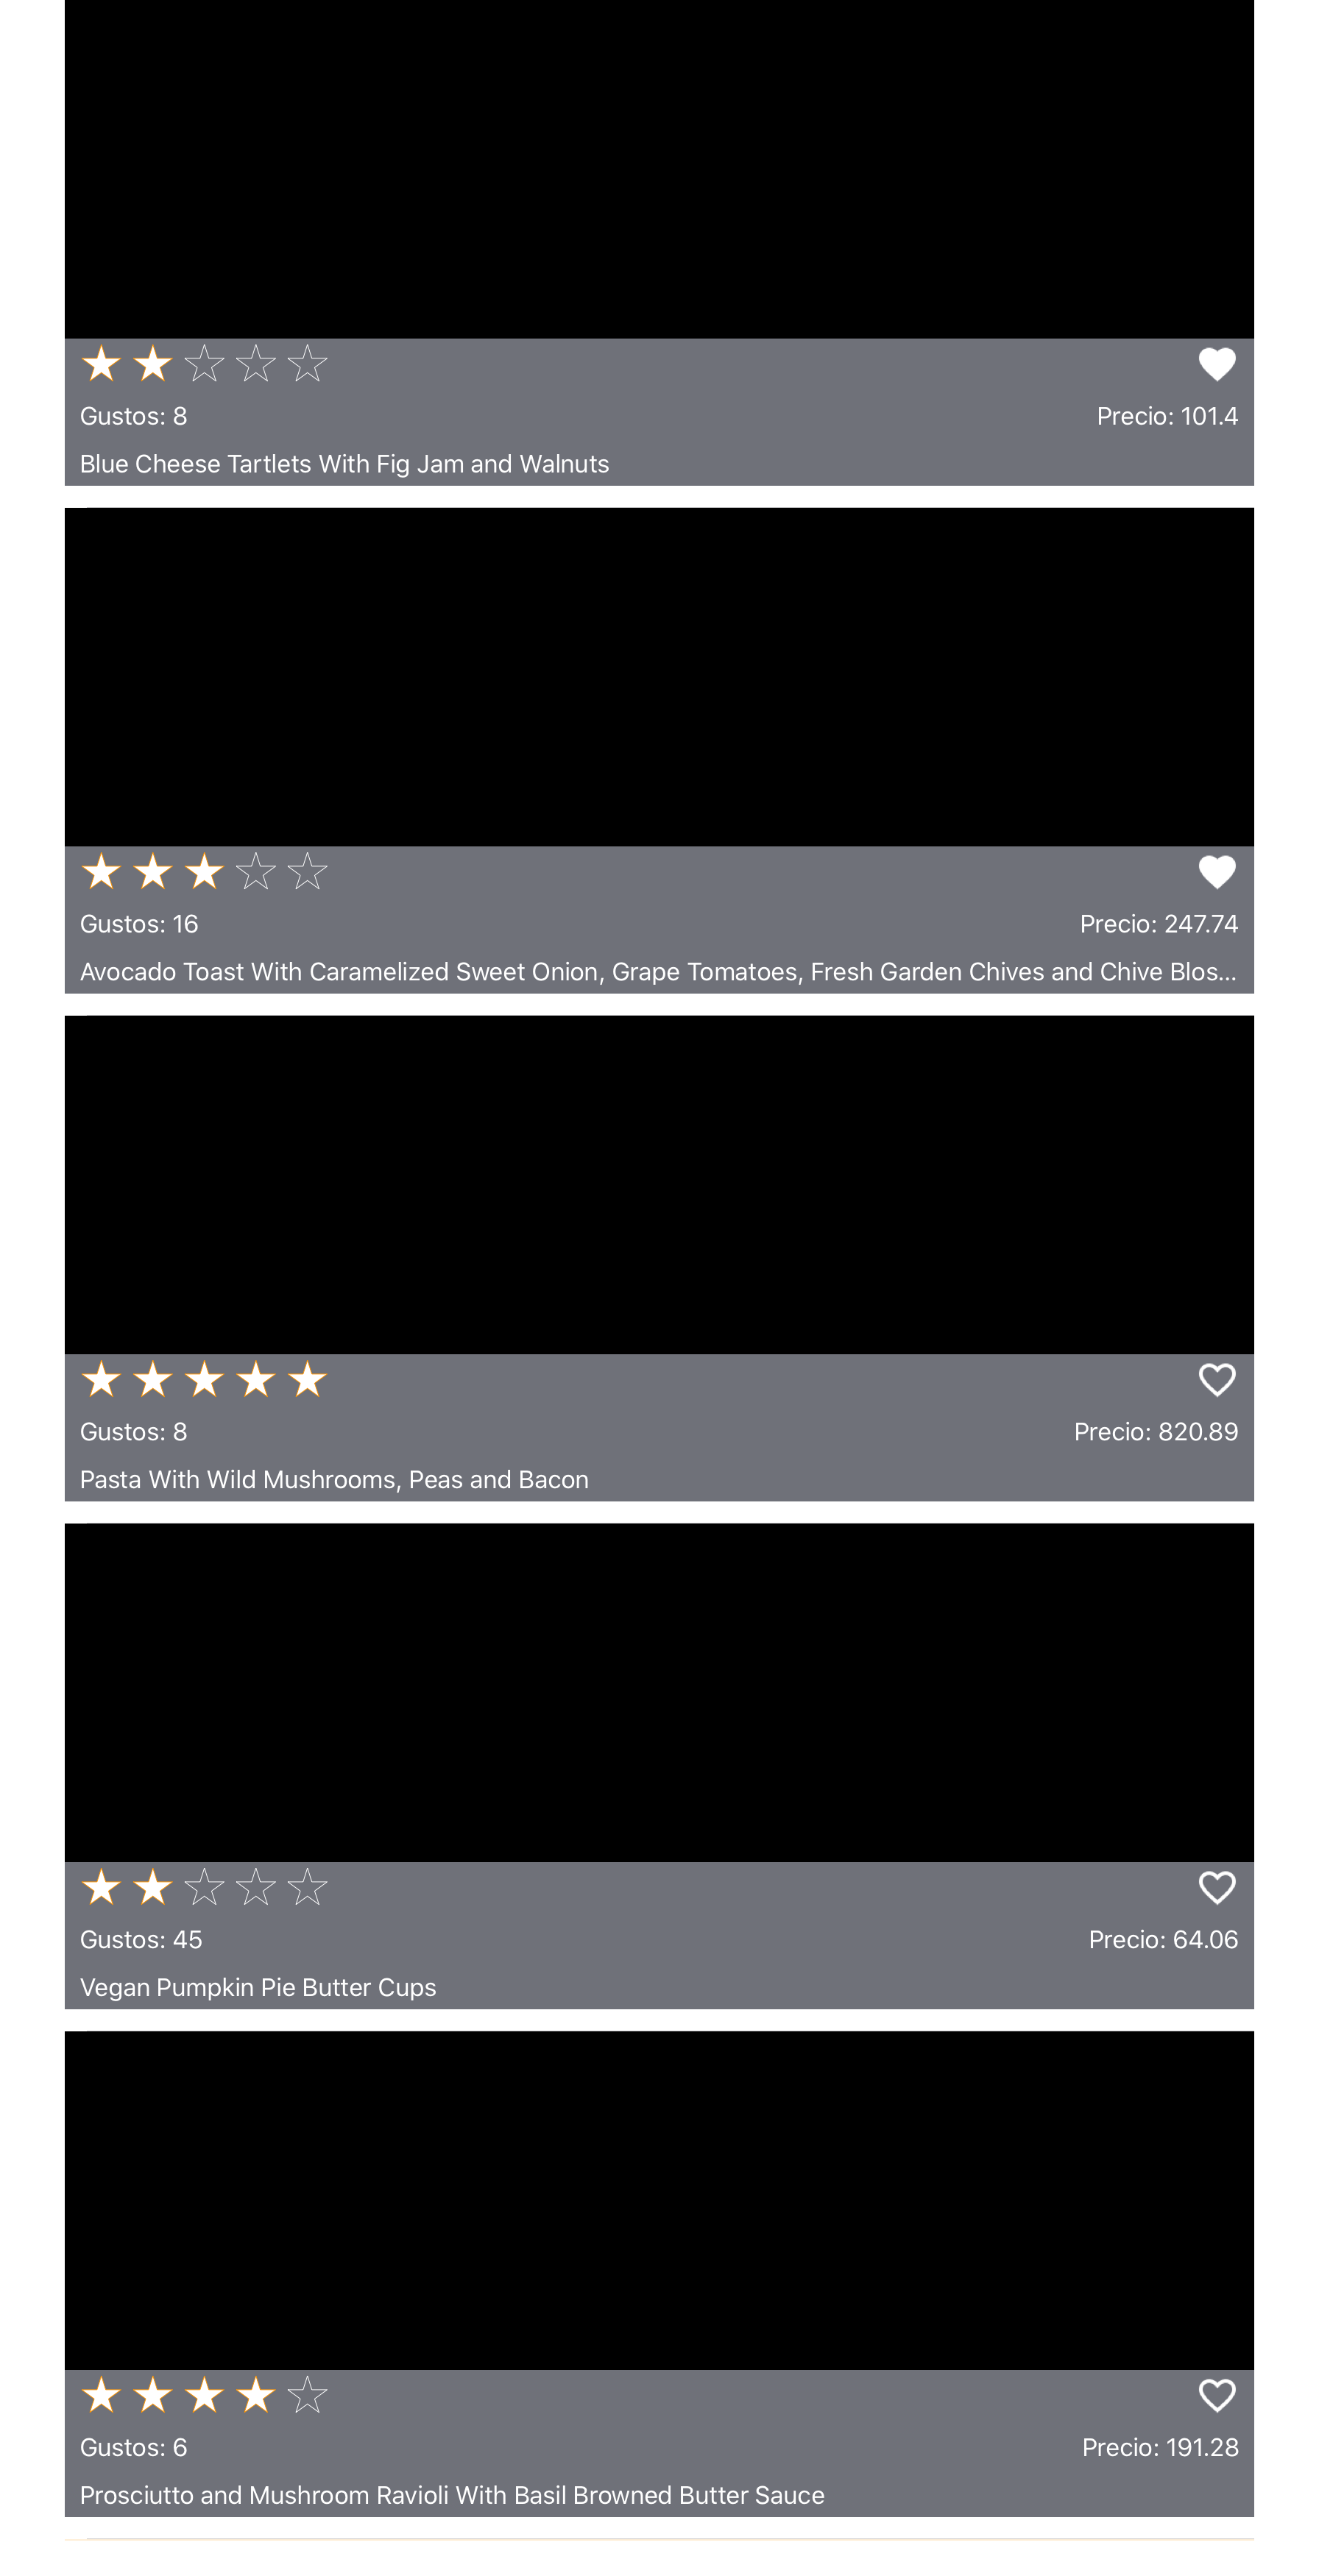 Gustos: 8 Precio: 101.4
Blue Cheese Tartlets With Fig Jam and Walnuts
Gustos: 16 Precio: 247.74
Avocado Toast With Caramelized Sweet Onion, Grape Tomatoes, Fresh Garden Chives and Chive Blos...
Gustos: 8 Precio: 820.89
Pasta With Wild Mushrooms, Peas and Bacon
Gustos: 45 Precio: 64.06
Vegan Pumpkin Pie Butter Cups
Gustos: 6 Precio: 191.28
Prosciutto and Mushroom Ravioli With Basil Browned Butter Sauce